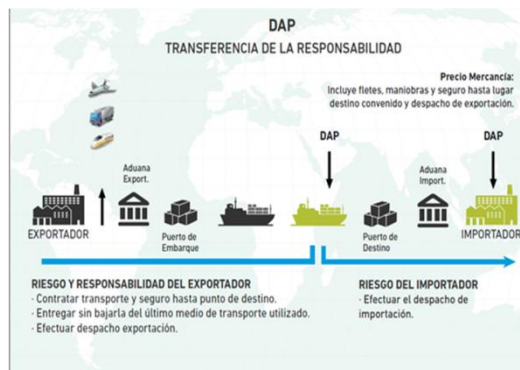 DAP
TRANSFERENCIA DE LA RESPONSABILIDAD
Precio Mercancía:
Incluye fletes, maniobras y seguro hasta lugar
destino convenido y despacho de exportación.
DAP
DAP
Aduana
Export.
Aduana
Import.
EXPORTADOR
Puerto de
Embarque
Puerto de
Destino
IMPORTADOR
RIESGO Y RESPONSABILIDAD DEL EXPORTADOR
· Contratar transporte y seguro hasta punto de destino.
· Entregar sin bajarla del último medio de transporte utilizado.
· Efectuar despacho exportación.
RIESGO DEL IMPORTADOR
· Efectuar el despacho de
importación.